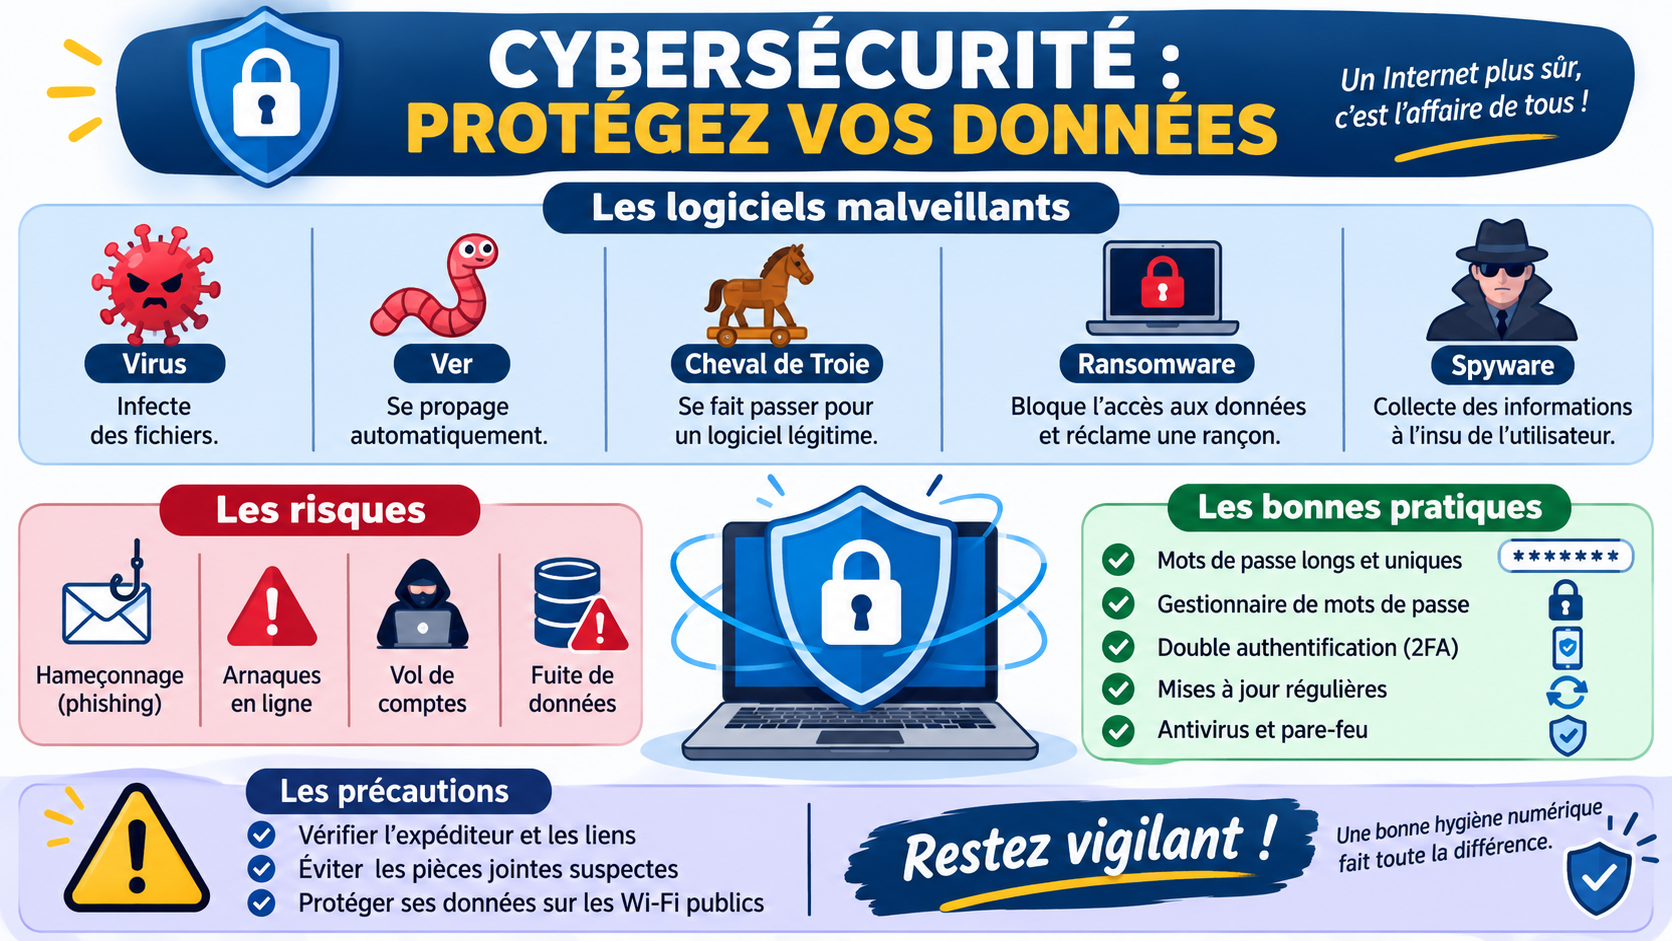 CYBERSÉCURITÉ :
PROTÉGEZ VOS DONNÉES
Un Internet plus sûr,
c’est l’affaire de tous !
Les logiciels malveillants
Virus
Infecte
des fichiers.
Ver
Se propage
automatiquement.
Cheval de Troie
Se fait passer pour
un logiciel légitime.
Ransomware
Bloque l’accès aux données
et réclame une rançon.
Spyware
Collecte des informations
à l’insu de l’utilisateur.
Les risques
Hameçonnage
(phishing)
Arnaques
en ligne
Vol de
comptes
Fuite de
données
Les bonnes pratiques
Mots de passe longs et uniques
*******
Gestionnaire de mots de passe
Double authentification (2FA)
Mises à jour régulières
Antivirus et pare-feu
Les précautions
Vérifier l’expéditeur et les liens
Éviter les pièces jointes suspectes
Protéger ses données sur les Wi-Fi publics
Restez vigilant !
Une bonne hygiène numérique
fait toute la différence.